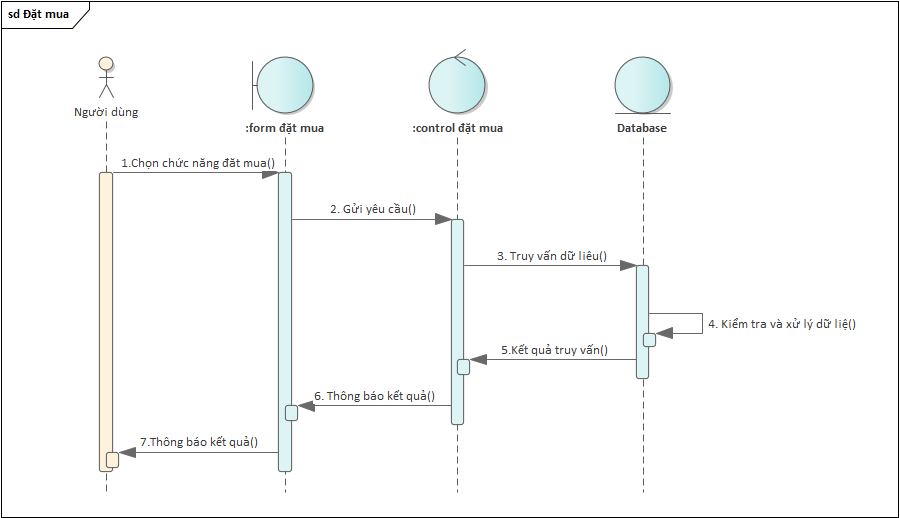 sd Đặt mua
Người dùng
:form đặt mua
:control đặt mua
Database
1.Chọn chức năng đăt mua()
2. Gửi yêu cầu()
3. Truy vấn dữ liêu()
4. Kiểm tra và xử lý dữ liệ()
5.Kết quả truy vấn()
6. Thông báo kết quả()
7.Thông báo kết quả()